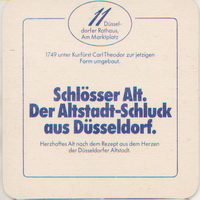 11 Düssel-
dorfer Rathaus.
Am Marktplatz
1749 unter Kurfürst Carl Theodor zur jetzigen
Form umgebaut.
Schlösser Alt.
Der Altstadt-Schluck
aus Düsseldorf.
Herzhaftes Alt nach dem Rezept aus dem Herzen
der Düsseldorfer Altstadt.